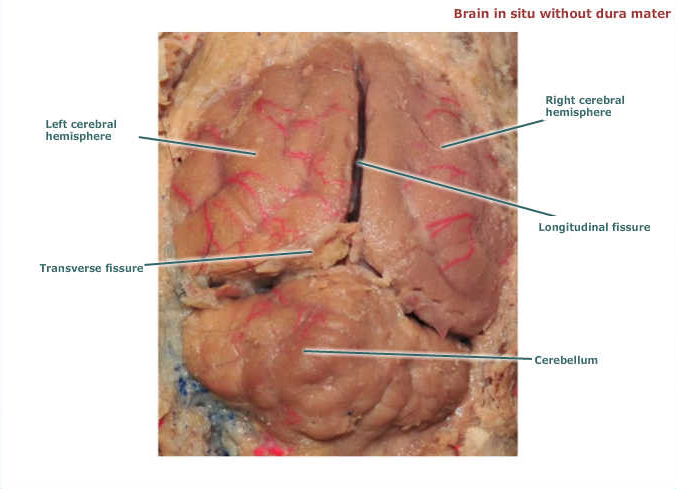 Brain in situ without dura mater
Left cerebral
hemisphere
Right cerebral
hemisphere
Longitudinal fissure
Transverse fissure
Cerebellum